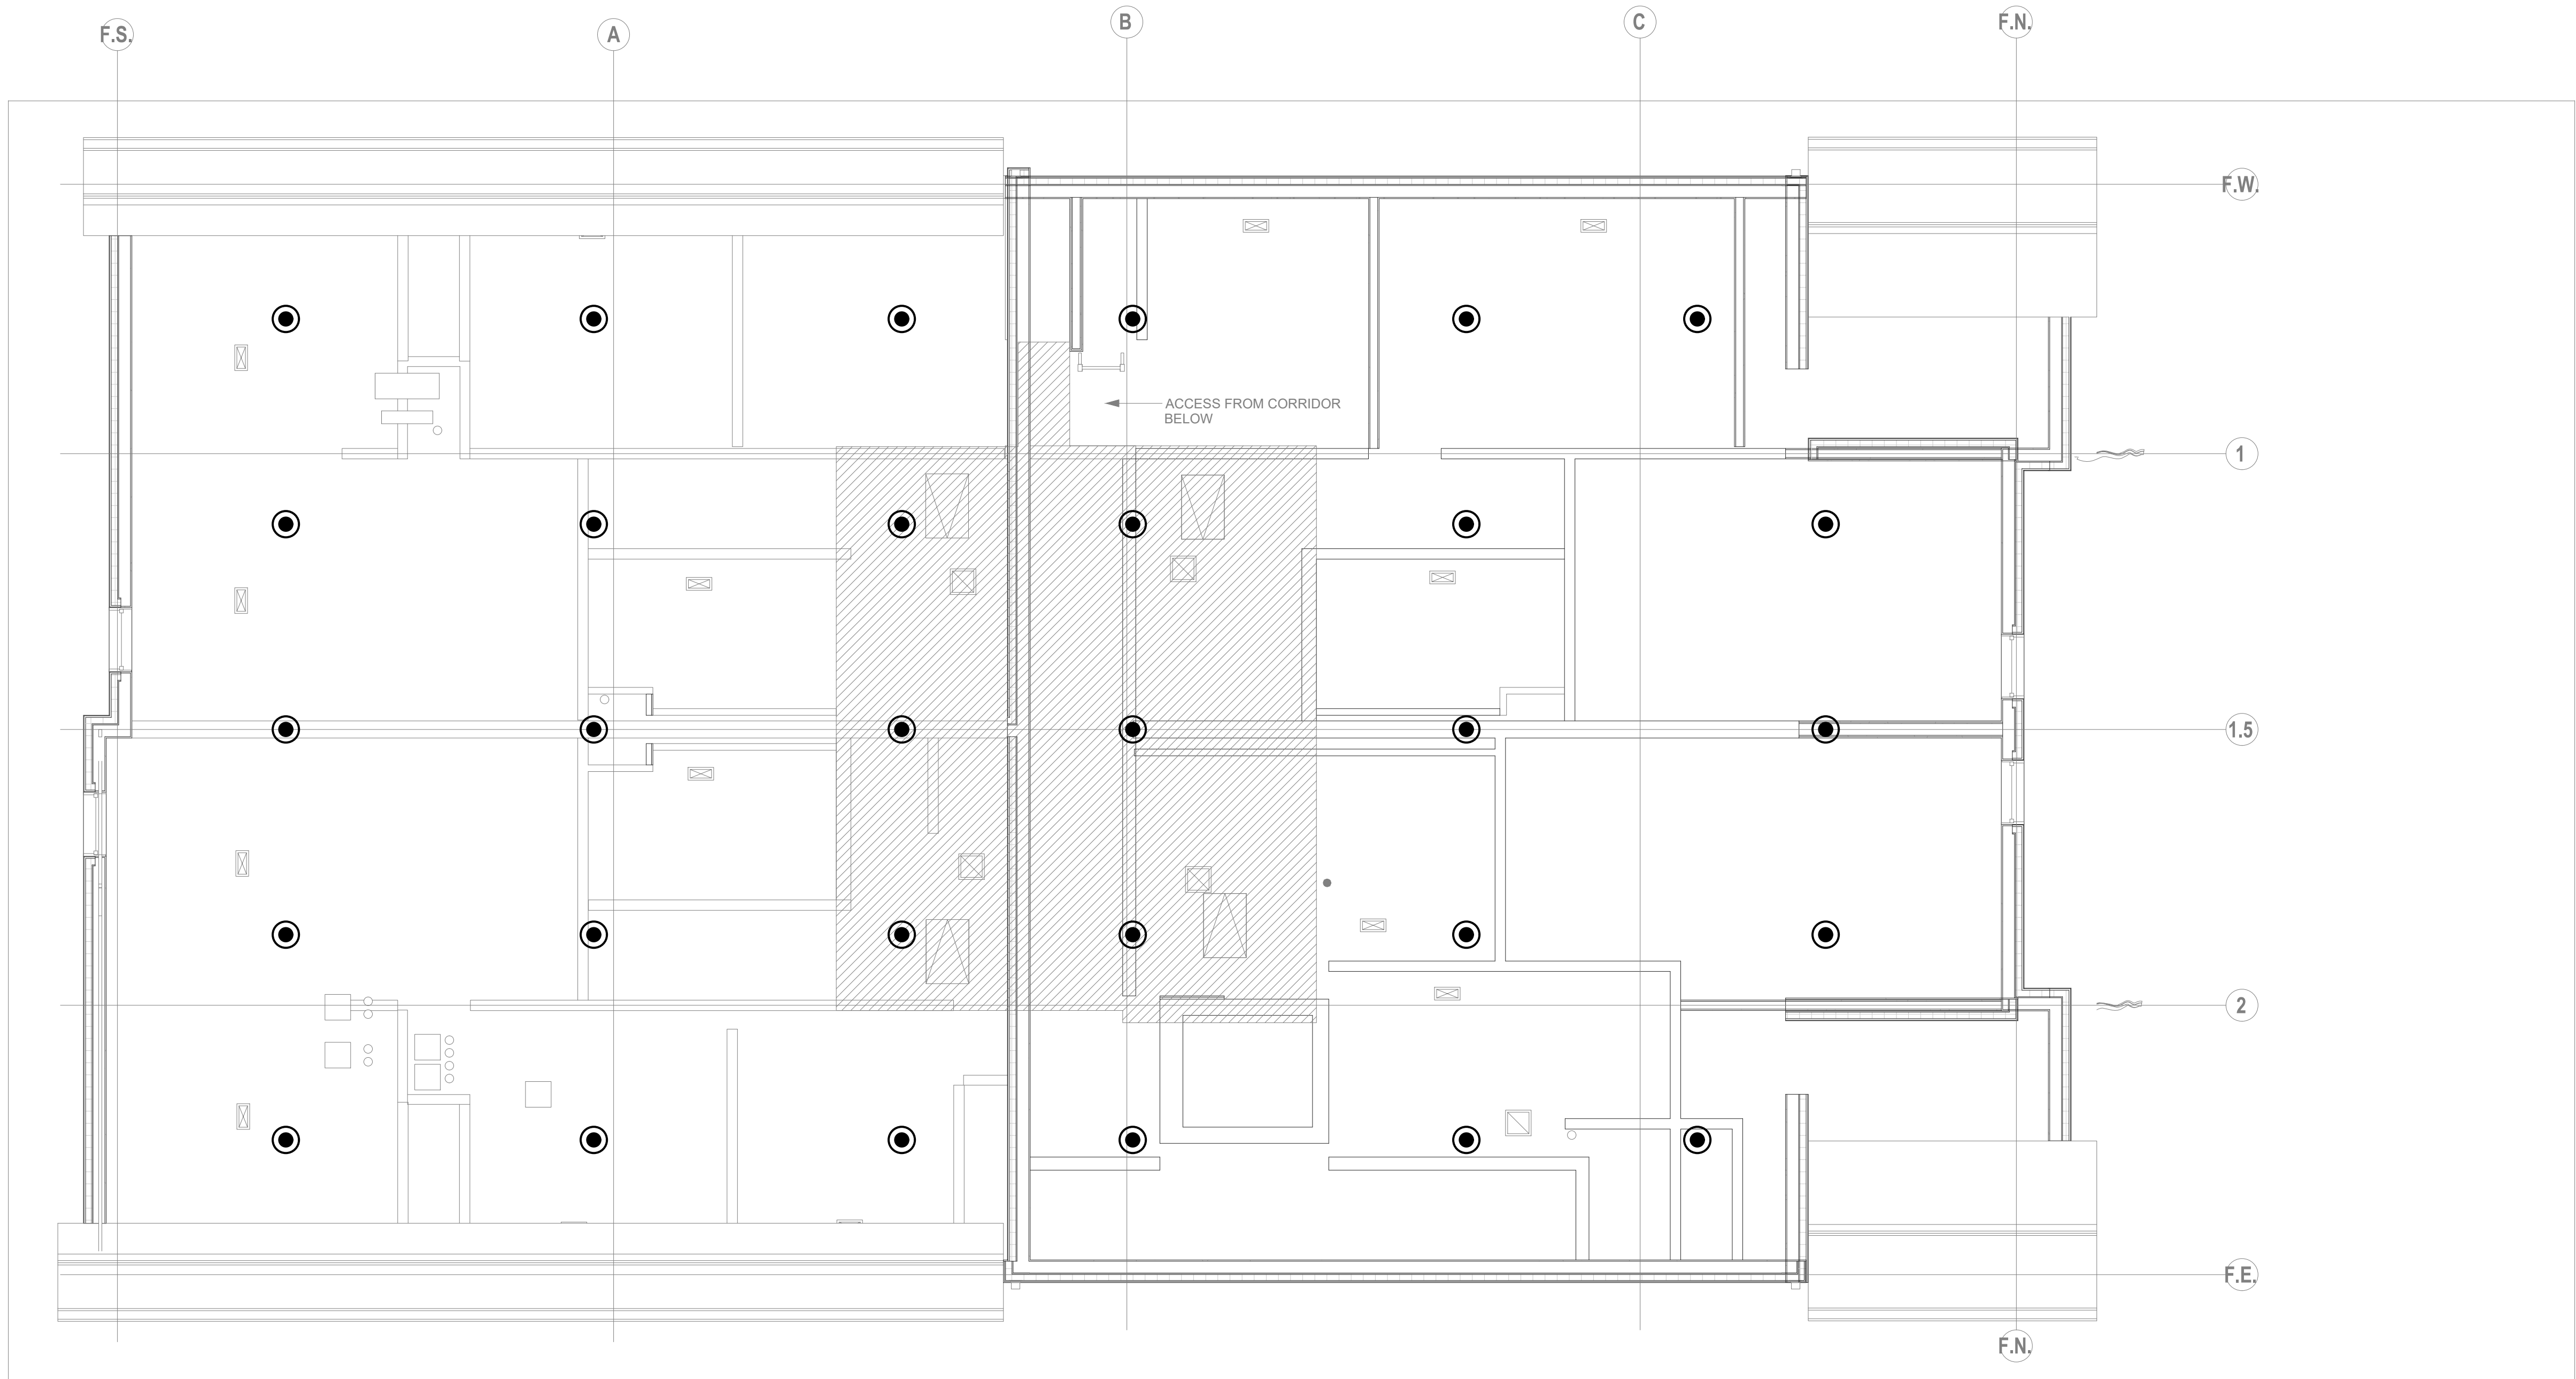 F.S.
A
B
C
F.N.
F.W.
ACCESS FROM CORRIDOR
BELOW
1
1.5
2
F.E.
F.N.